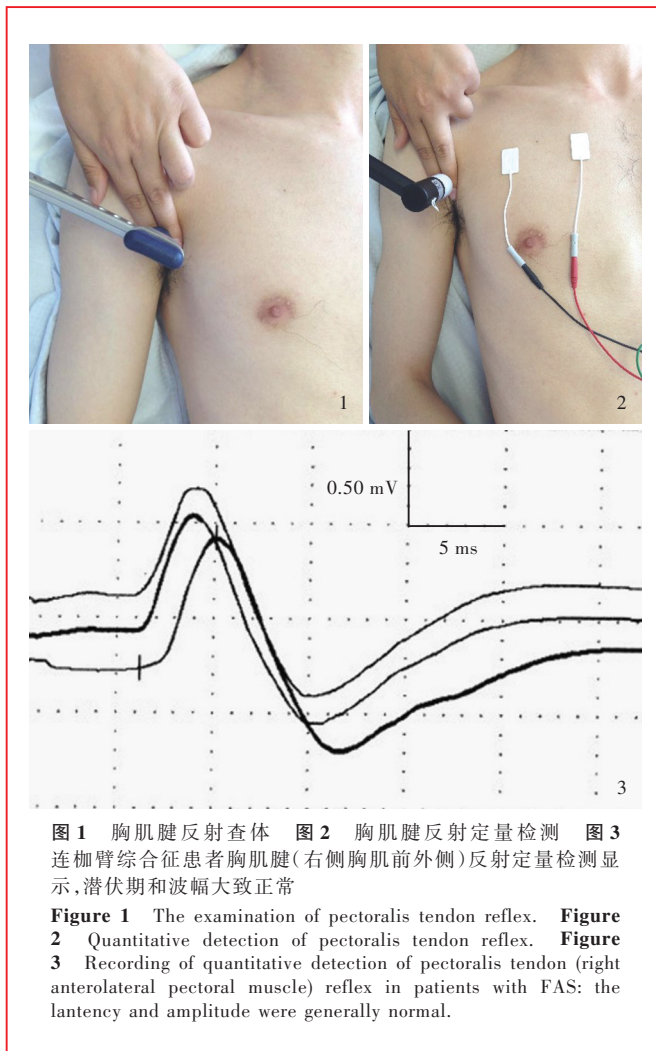 1
2
0.50 mV
5 ms
3
图 1 胸肌腱反射查体 图 2 胸肌腱反射定量检测 图 3
连枷臂综合征患者胸肌腱(右侧胸肌前外侧)反射定量检测显
示,潜伏期和波幅大致正常
Figure 1 The examination of pectoralis tendon reflex. Figure
2 Quantitative detection of pectoralis tendon reflex. Figure
3 Recording of quantitative detection of pectoralis tendon (right
anterolateral pectoral muscle) reflex in patients with FAS: the
lantency and amplitude were generally normal.